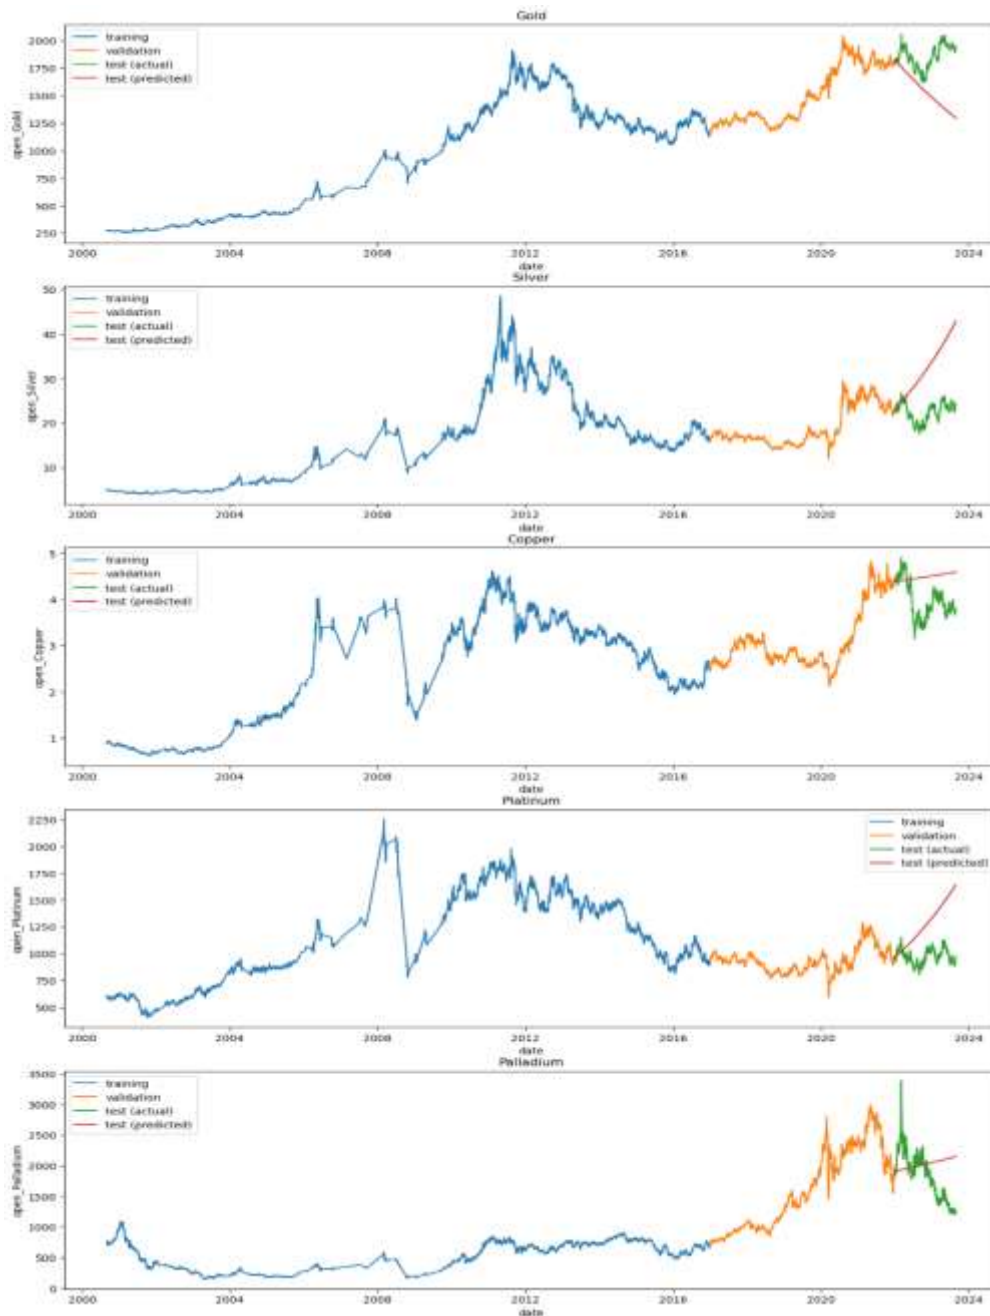 Gold
training
validation
test (actual)
test (predicted)
2000
1750
1500
1250
1000
750
500
250
open_Gold
2000 2004 2008 2012 2016 2020 2024
date
Silver
training
validation
test (actual)
test (predicted)
50
40
30
20
10
open_Silver
2000 2004 2008 2012 2016 2020 2024
date
Copper
training
validation
test (actual)
test (predicted)
5
4
3
2
1
open_Copper
2000 2004 2008 2012 2016 2020 2024
date
Platinum
training
validation
test (actual)
test (predicted)
2250
2000
1750
1500
1250
1000
750
500
open_Platinum
2000 2004 2008 2012 2016 2020 2024
date
Palladium
training
validation
test (actual)
test (predicted)
3500
3000
2500
2000
1500
1000
500
0
open_Palladium
2000 2004 2008 2012 2016 2020 2024
date